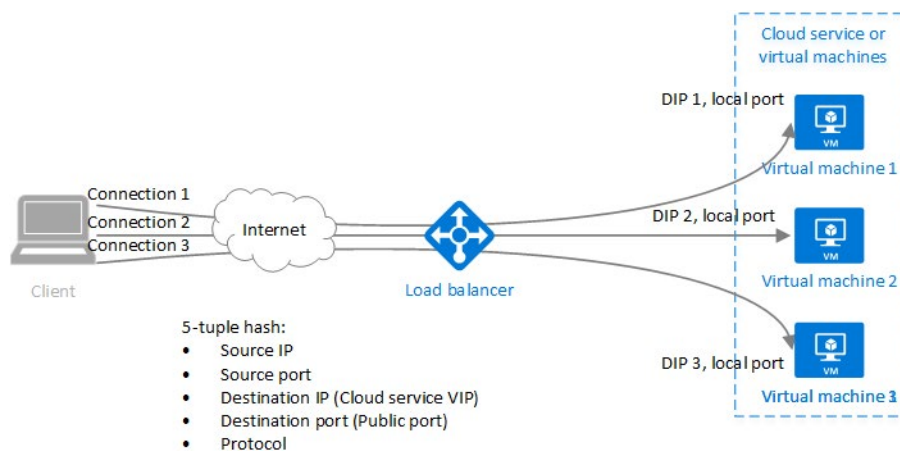 Cloud service or
virtual machines
DIP 1, local port
VM
Virtual machine 1
Connection 1
Connection 2
Connection 3
Internet
DIP 2, local port
VM
Virtual machine 2
Client
Load balancer
5-tuple hash:
• Source IP
• Source port
• Destination IP (Cloud service VIP)
• Destination port (Public port)
• Protocol
DIP 3, local port
VM
Virtual machine